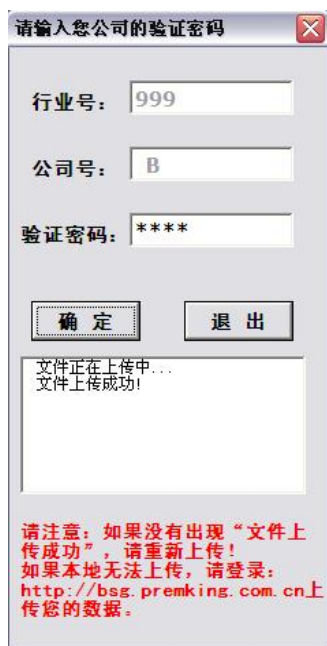 请输入您公司的验证密码
行业号： 999
公司号： B
验证密码： ****
确 定 退 出
文件正在上传中...
文件上传成功!
请注意：如果没有出现“文件上
传成功”，请重新上传！
如果本地无法上传，请登录：
http://bsg.premking.com.cn上
传您的数据。